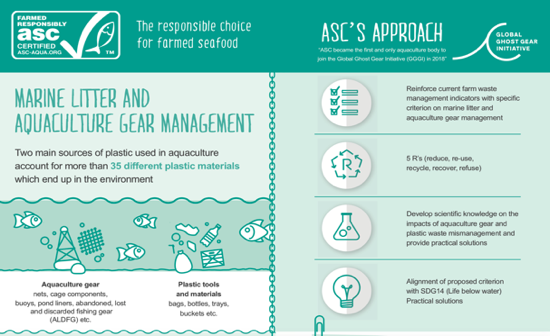 FARMED
RESPONSIBLY
asc
CERTIFIED
ASC-AQUA.ORG
TM
The responsible choice
for farmed seafood
ASC'S APPROACH
"ASC became the first and only aquaculture body to
join the Global Ghost Gear Initiative (GGGI) in 2018"
GLOBAL
GHOST GEAR
INITIATIVE
MARINE LITTER AND
AQUACULTURE GEAR MANAGEMENT
Two main sources of plastic used in aquaculture
account for more than 35 different plastic materials
which end up in the environment
Aquaculture gear
nets, cage components,
buoys, pond liners, abandoned, lost
and discarded fishing gear
(ALDFG) etc.
Plastic tools
and materials
bags, bottles, trays,
buckets etc.
Reinforce current farm waste
management indicators with specific
criterion on marine litter and
aquaculture gear management
R
5 R's (reduce, re-use,
recycle, recover, refuse)
Develop scientific knowledge on the
impacts of aquaculture gear and
plastic waste mismanagement and
provide practical solutions
Alignment of proposed criterion
with SDG14 (Life below water)
Practical solutions